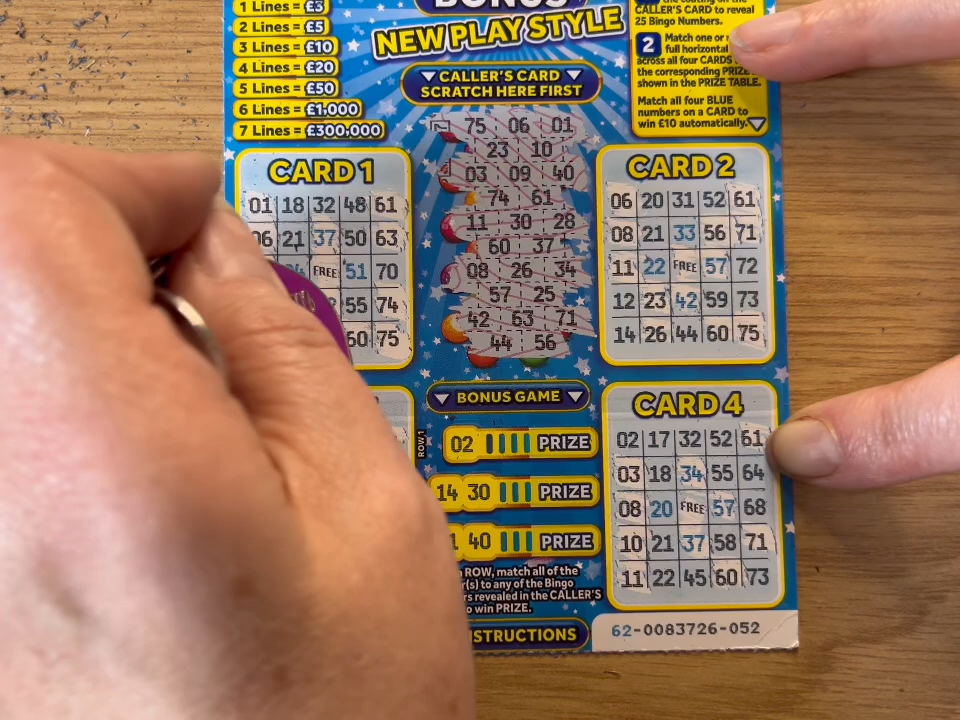 1 Lines = £3
2 Lines = £5
3 Lines = £10
4 Lines = £20
5 Lines = £50
6 Lines = £1,000
7 Lines = £300,000
BONUS
NEW PLAY STYLE
CALLER'S CARD
SCRATCH HERE FIRST
CALLER'S CARD to reveal
25 Bingo Numbers.
2 Match one or
full horizontal
across all four CARDS
the corresponding PRIZE
shown in the PRIZE TABLE.
Match all four BLUE
numbers on a CARD to
win £10 automatically.
75 06 01
23 10
03 09 40
74 61
11 30 28
60 37
08 26 34
57 25
42 63 71
44 56
CARD 1
01 18 32 48 61
06 21 37 50 63
FREE 51 70
55 74
60 75
CARD 2
06 20 31 52 61
08 21 33 56 71
11 22 FREE 57 72
12 23 42 59 73
14 26 44 60 75
BONUS GAME
ROW 1
02 PRIZE
14 30 PRIZE
40 PRIZE
ROW, match all of the
to any of the Bingo
revealed in the CALLER'S
to win PRIZE.
CARD 4
02 17 32 52 61
03 18 34 55 64
08 20 FREE 57 68
10 21 37 58 71
11 22 45 60 73
62-0083726-052